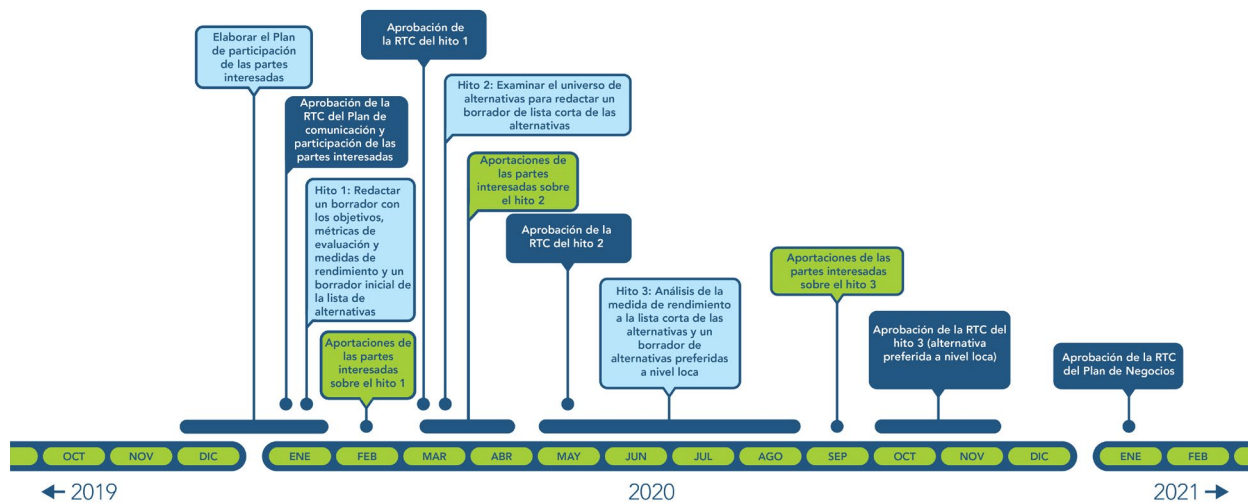 Elaborar el Plan
de participación
de las partes
interesadas
Aprobación de la
RTC del Plan de
comunicación y
participación de las
partes interesadas
Hito 1: Redactar
un borrador con
los objetivos,
métricas de
evaluación y
medidas de
rendimiento y un
borrador inicial de
la lista de
alternativas
Aportaciones de
las partes
interesadas
sobre el hito 1
Aprobación de
la RTC del hito 1
Hito 2: Examinar el universo de
alternativas para redactar un
borrador de lista corta de las
alternativas
Aportaciones de
las partes
interesadas sobre
el hito 2
Aprobación de la
RTC del hito 2
Hito 3: Análisis de la
medida de rendimiento
a la lista corta de las
alternativas y un
borrador de
alternativas preferidas
a nivel loca
Aportaciones de las
partes interesadas
sobre el hito 3
Aprobación de la RTC del
hito 3 (alternativa
preferida a nivel loca)
Aprobación de la RTC
del Plan de Negocios
OCT NOV DIC ENE FEB MAR ABR MAY JUN JUL AGO SEP OCT NOV DIC ENE FEB
← 2019 2020 2021 →